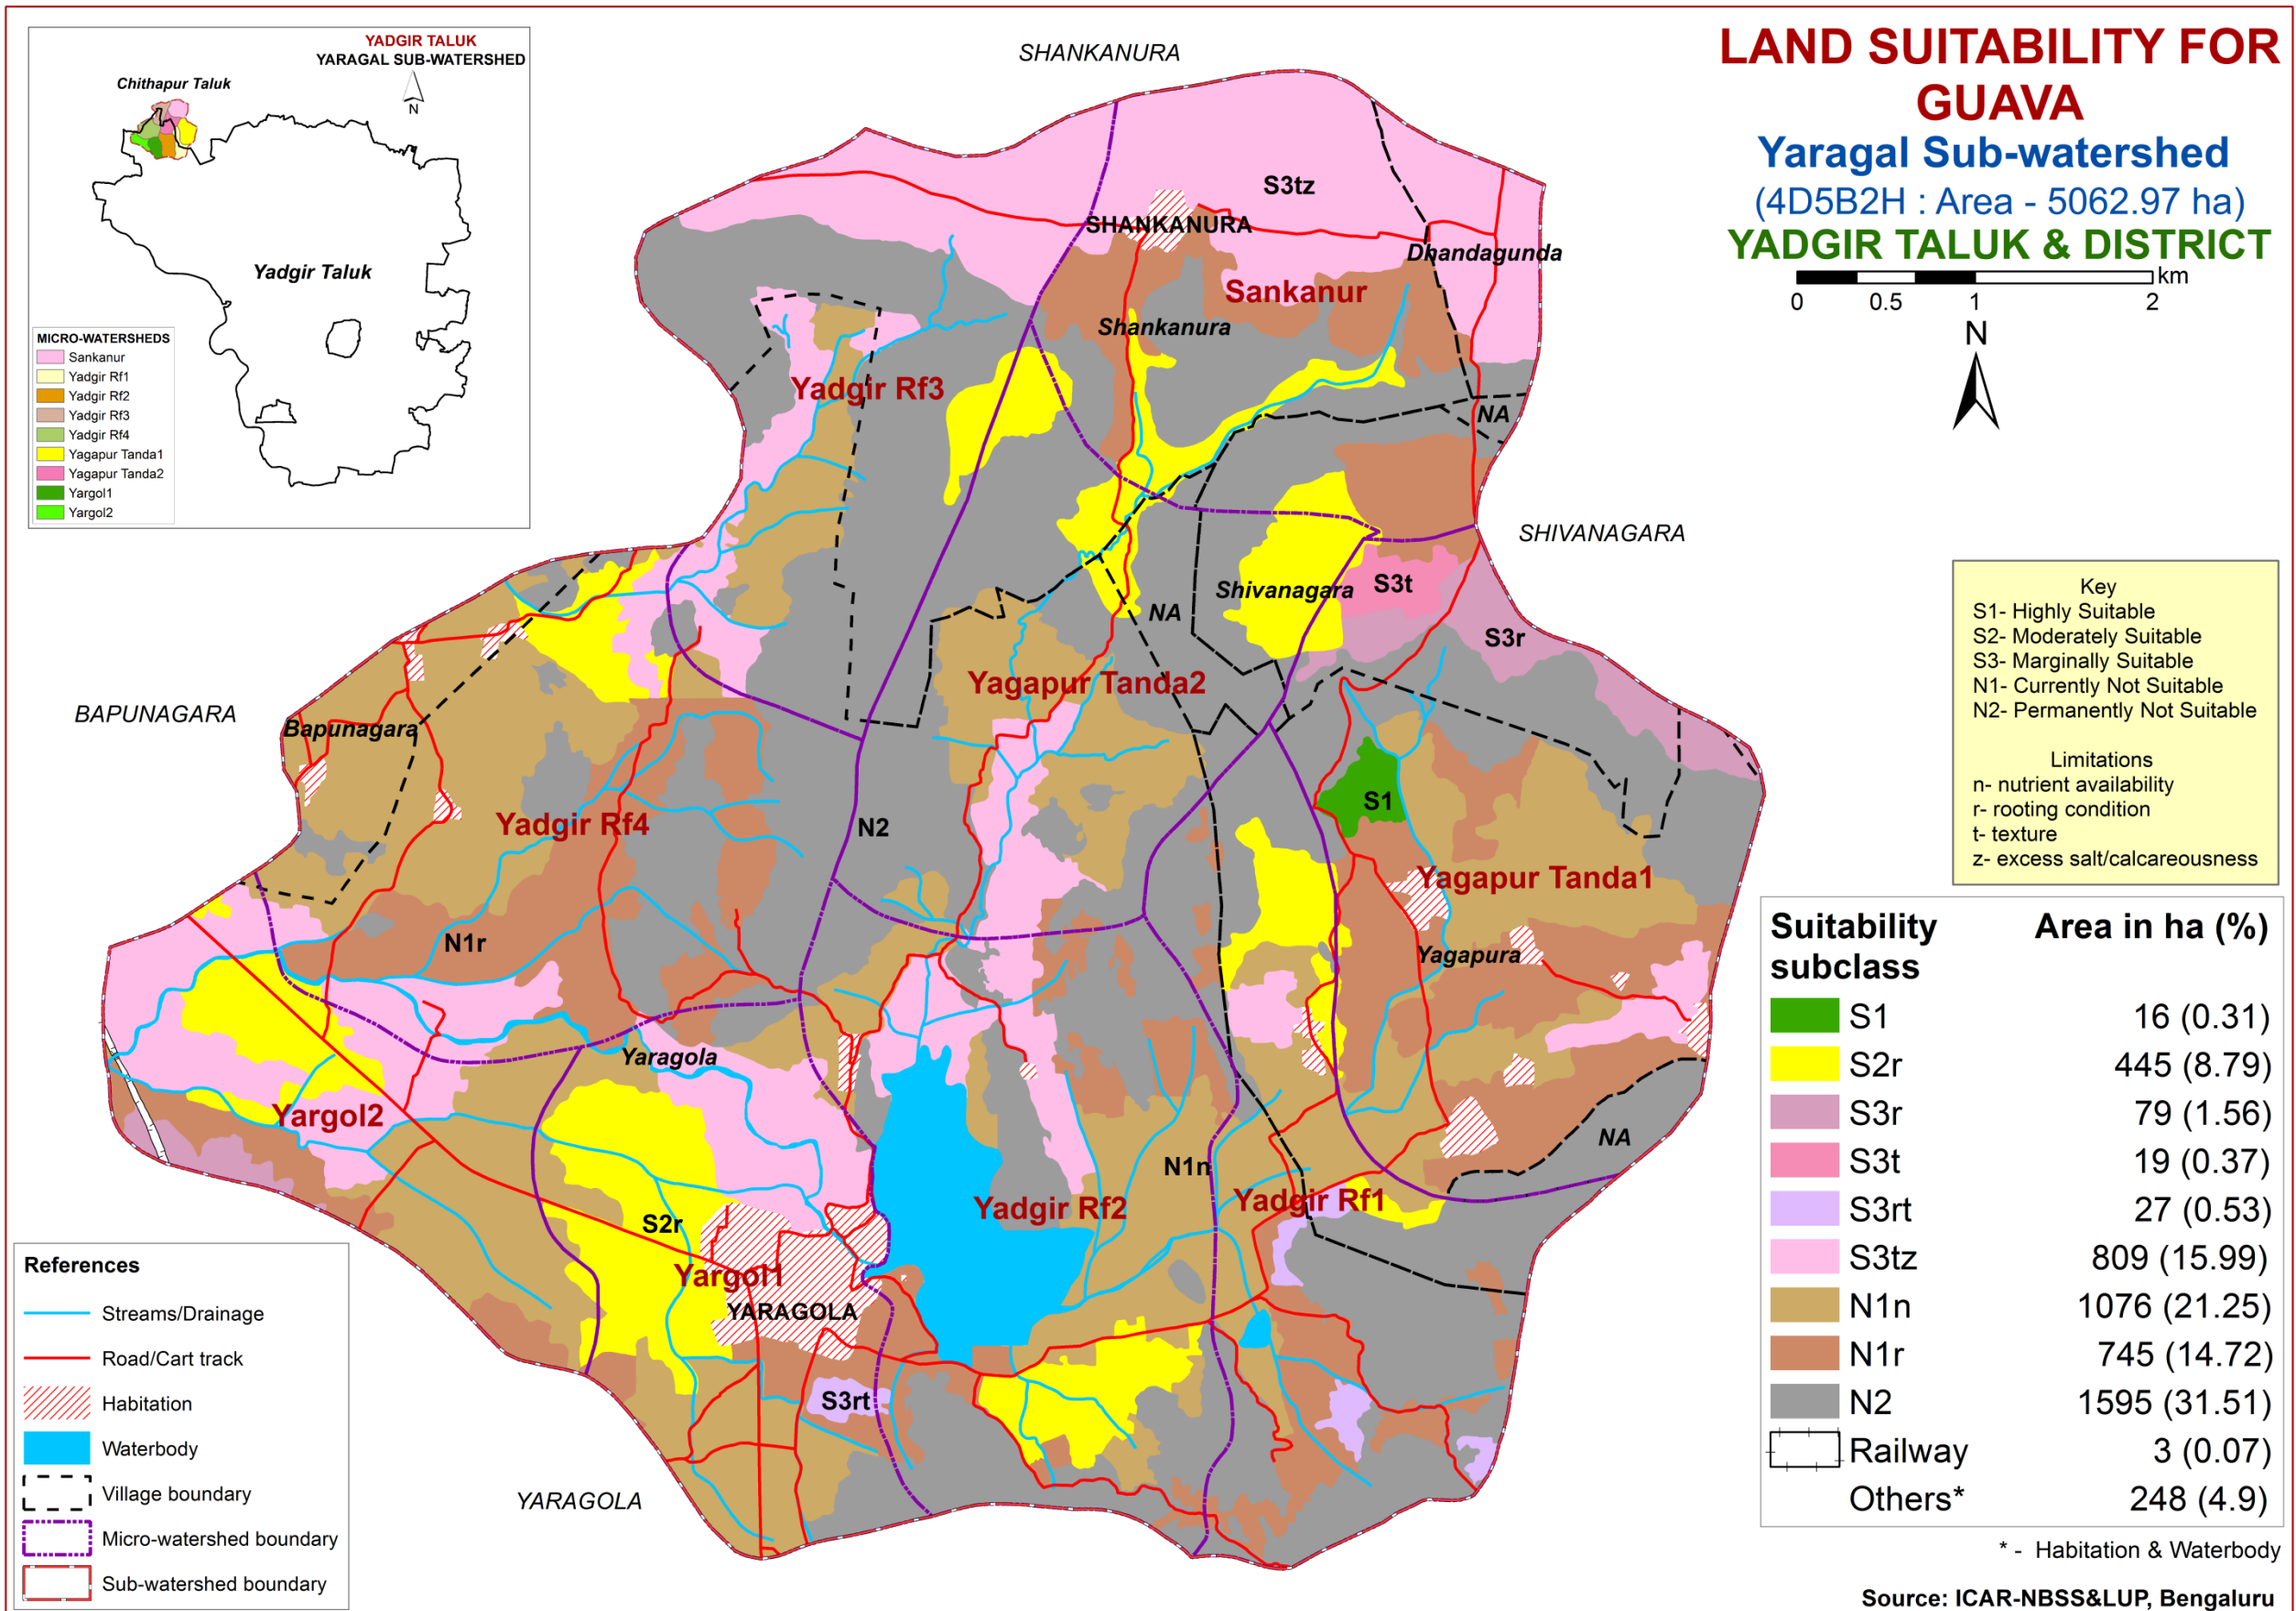 LAND SUITABILITY FOR
GUAVA
Yaragal Sub-watershed
(4D5B2H : Area - 5062.97 ha)
YADGIR TALUK & DISTRICT
km
0 0.5 1 2
N
YADGIR TALUK
YARAGAL SUB-WATERSHED
Chithapur Taluk
N
Yadgir Taluk
MICRO-WATERSHEDS
Sankanur
Yadgir Rf1
Yadgir Rf2
Yadgir Rf3
Yadgir Rf4
Yagapur Tanda1
Yagapur Tanda2
Yargol1
Yargol2
SHANKANURA
S3tz
SHANKANURA
Dhandagunda
Sankanur
Shankanura
Yadgir Rf3
NA
SHIVANAGARA
S3t
Shivanagara
NA
S3r
Yagapur Tanda2
BAPUNAGARA
Bapunagara
S1
Yadgir Rf4
N2
Yagapur Tanda1
N1r
Yagapura
Yaragola
Yargol2
NA
N1n
Yadgir Rf2
Yadgir Rf1
S2r
Yargol1
YARAGOLA
S3rt
YARAGOLA
Key
S1- Highly Suitable
S2- Moderately Suitable
S3- Marginally Suitable
N1- Currently Not Suitable
N2- Permanently Not Suitable
Limitations
n- nutrient availability
r- rooting condition
t- texture
z- excess salt/calcareousness
Suitability subclass Area in ha (%)
S1 16 (0.31)
S2r 445 (8.79)
S3r 79 (1.56)
S3t 19 (0.37)
S3rt 27 (0.53)
S3tz 809 (15.99)
N1n 1076 (21.25)
N1r 745 (14.72)
N2 1595 (31.51)
Railway 3 (0.07)
Others* 248 (4.9)
* - Habitation & Waterbody
Source: ICAR-NBSS&LUP, Bengaluru
References
Streams/Drainage
Road/Cart track
Habitation
Waterbody
Village boundary
Micro-watershed boundary
Sub-watershed boundary